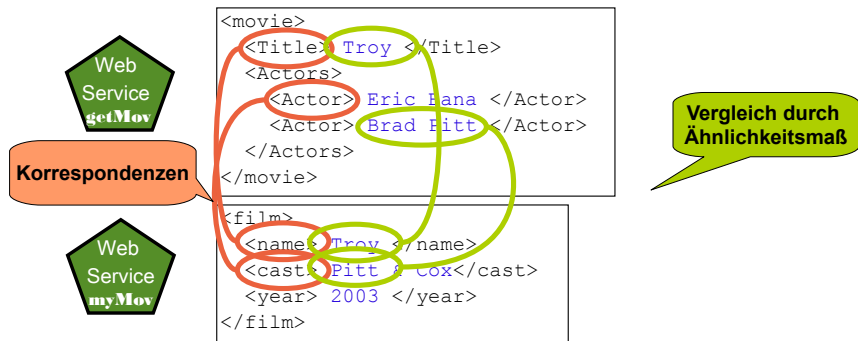 Web
Service
getMov
<movie>
<Title> Troy </Title>
<Actors>
<Actor> Eric Bana </Actor>
<Actor> Brad Pitt </Actor>
</Actors>
</movie>
Vergleich durch
Ähnlichkeitsmaß
Korrespondenzen
Web
Service
myMov
<film>
<name> Troy </name>
<cast> Pitt & Cox</cast>
<year> 2003 </year>
</film>